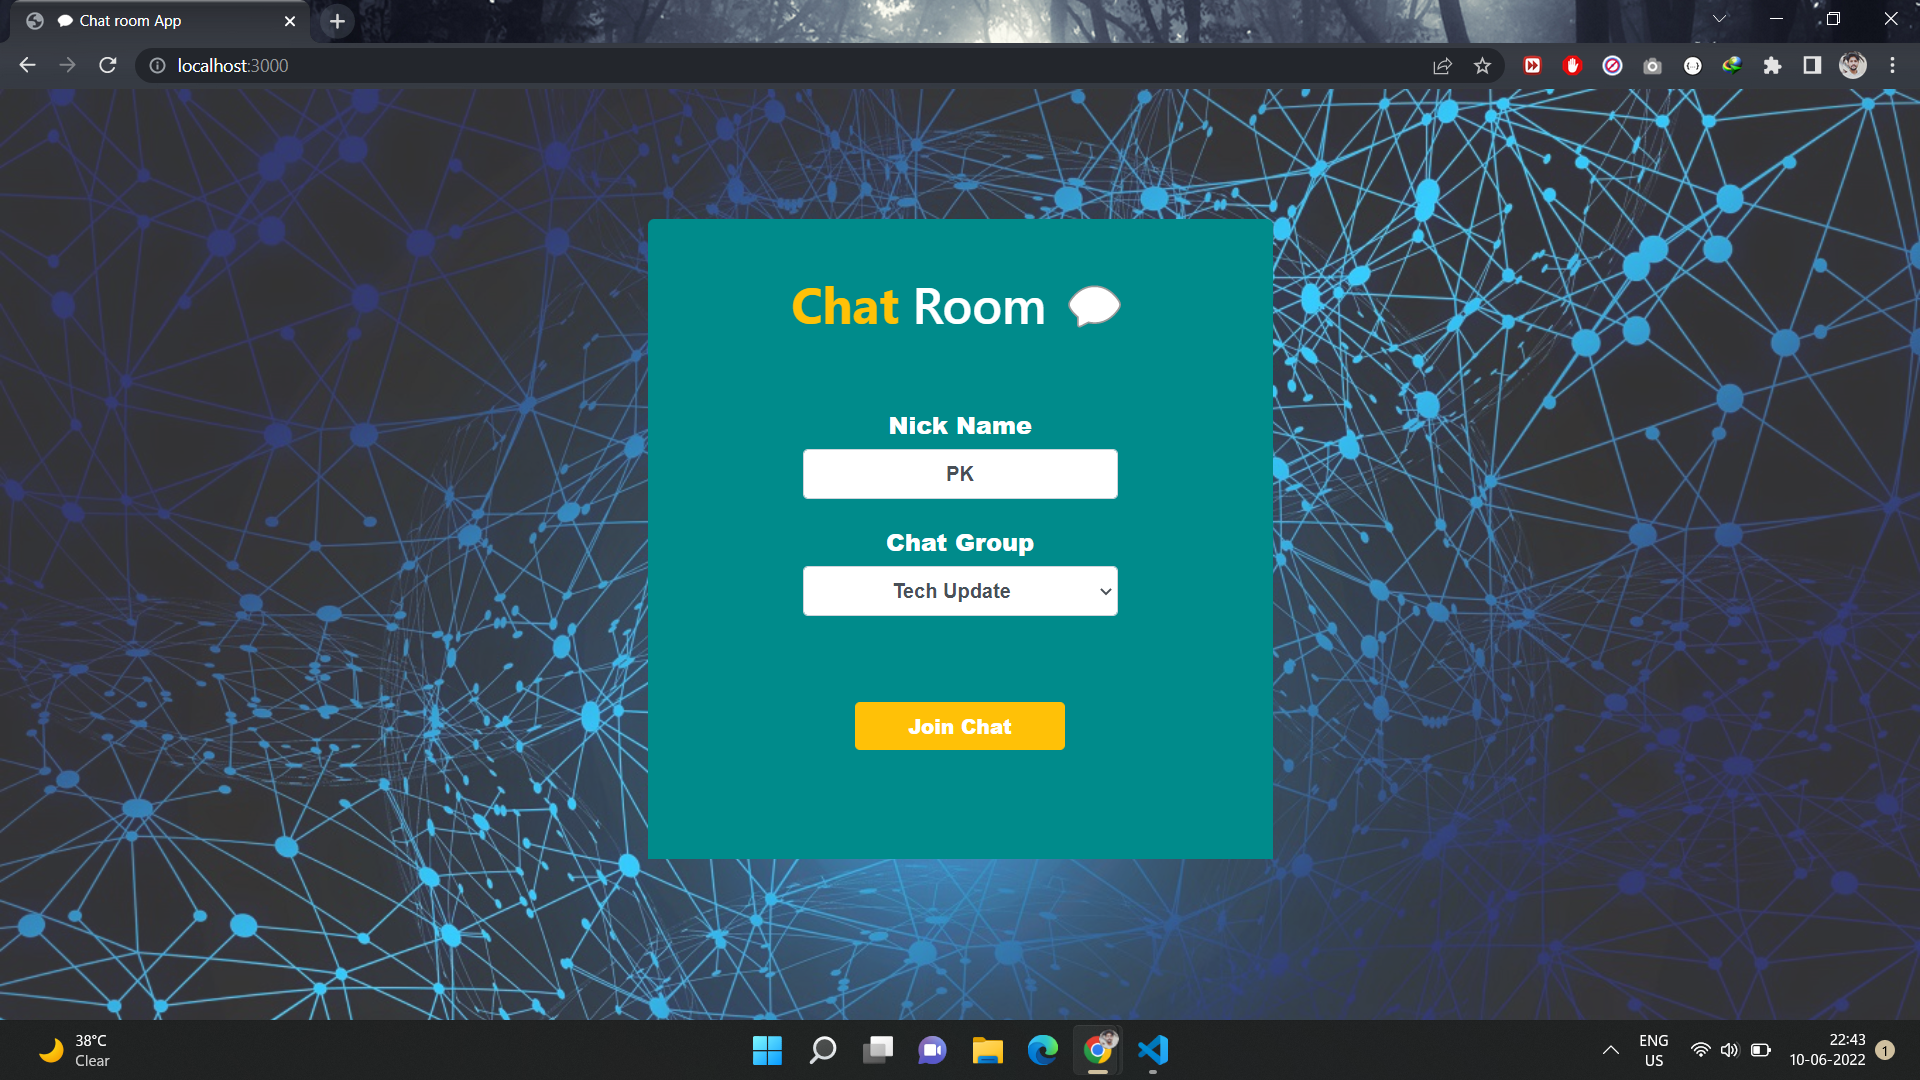 Chat room App
localhost:3000
Chat Room
Nick Name
PK
Chat Group
Tech Update
Join Chat
38°C
Clear
ENG
US
22:43
10-06-2022
1